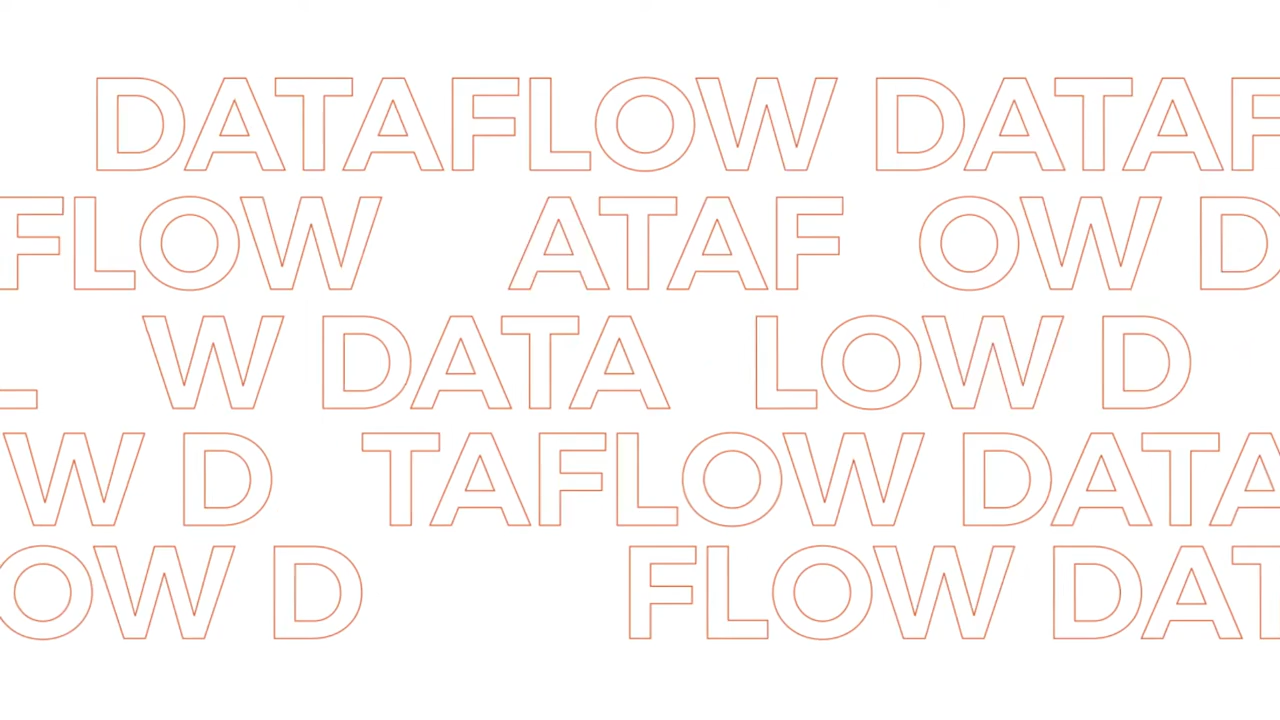 DATAFLOW DATAF
FLOW ATAF OW D
L W DATA LOW D
W D TAFLOW DATA
OW D FLOW DAT